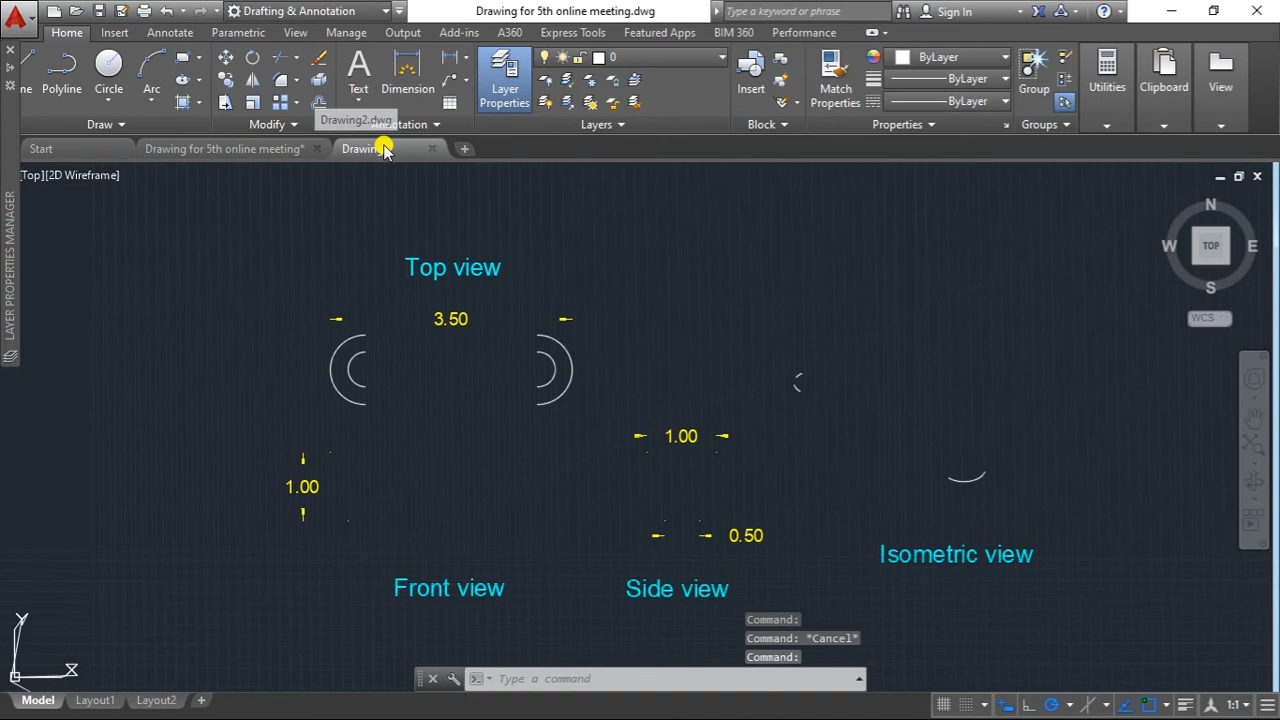 Drafting & Annotation
Drawing for 5th online meeting.dwg
Type a keyword or phrase
Sign In
Home Insert Annotate Parametric View Manage Output Add-ins A360 Express Tools Featured Apps BIM 360 Performance
Polyline Circle Arc Text Dimension
Layer Properties
0
Insert
Match Properties
ByLayer
ByLayer
ByLayer
Group Utilities Clipboard View
Draw Modify Annotation Layers Block Properties Groups
Drawing2.dwg
Start Drawing for 5th online meeting*
[Top][2D Wireframe]
LAYER PROPERTIES MANAGER
N
W TOP E
S
WCS
Top view
3.50
1.00
1.00
0.50
Isometric view
Front view Side view
Command:
Command: *Cancel*
Command:
Type a command
Y
X
Model Layout1 Layout2
1:1